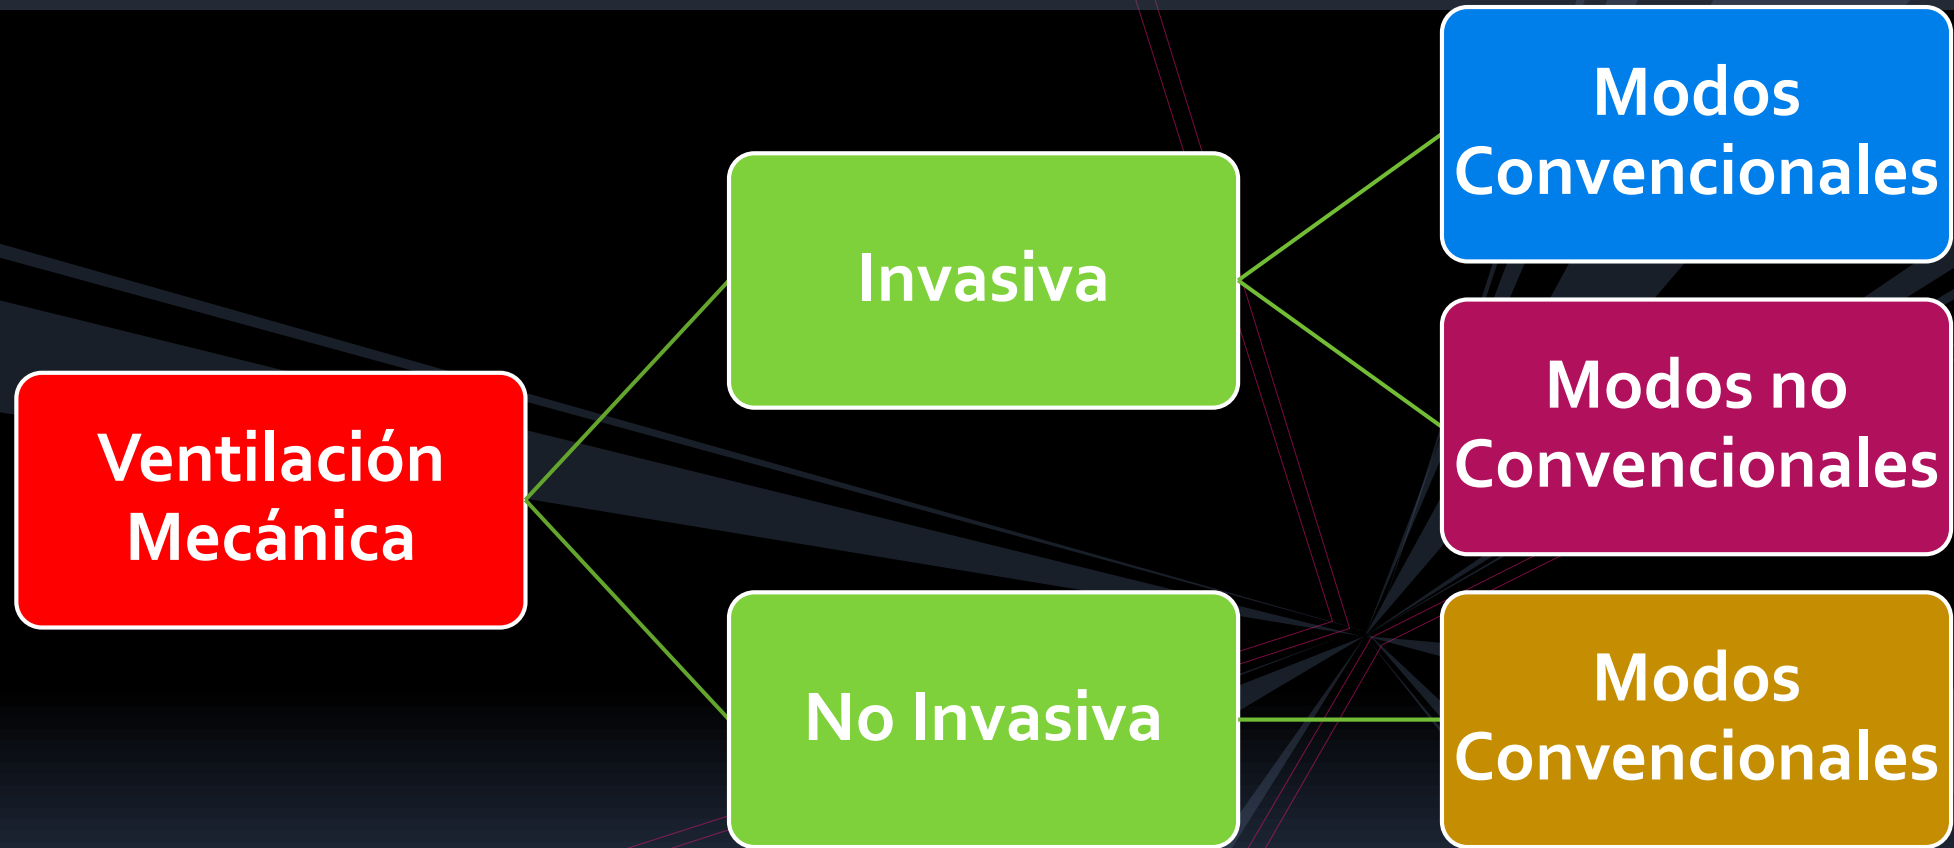 Ventilación
Mecánica
Invasiva
No Invasiva
Modos
Convencionales
Modos no
Convencionales
Modos
Convencionales